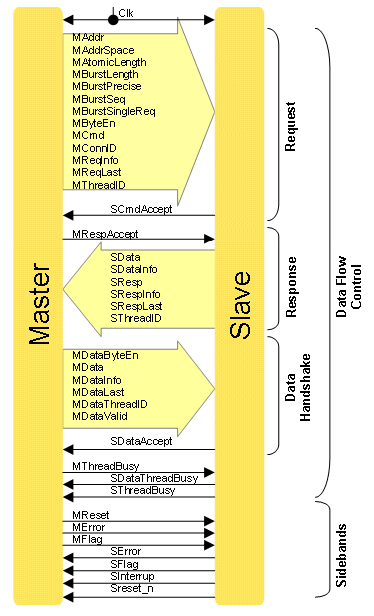 Clk
MAddr
MAddrSpace
MAtomicLength
MBurstLength
MBurstPrecise
MBurstSeq
MBurstSingleReq
MByteEn
MCmd
MConnID
MReqInfo
MReqLast
MThreadID
SCmdAccept
Request
MRespAccept
SData
SDataInfo
SResp
SRespInfo
SRespLast
SThreadID
Response
Master
Slave
Data Flow
Control
MDataByteEn
MData
MDataInfo
MDataLast
MDataThreadID
MDataValid
SDataAccept
Data
Handshake
MThreadBusy
SDataThreadBusy
SThreadBusy
MReset
MError
MFlag
SError
SFlag
SInterrup
Sreset_n
Sidebands